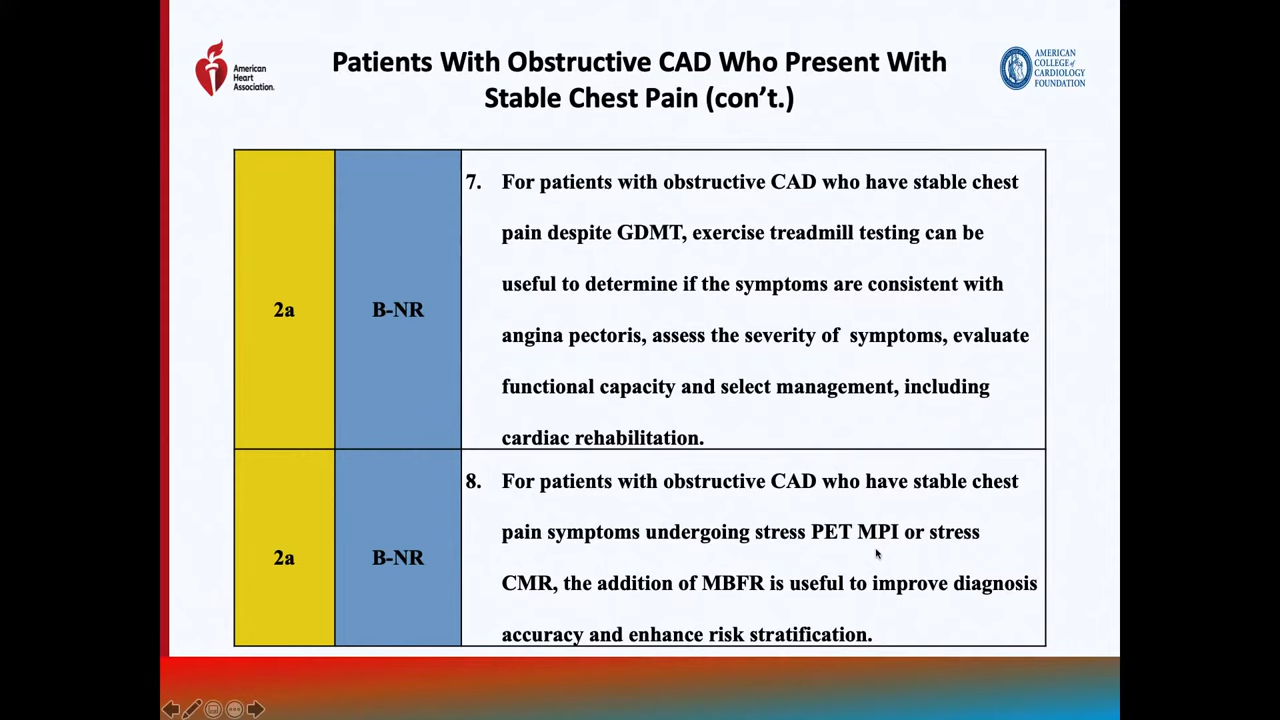 American
Heart
Association.
Patients With Obstructive CAD Who Present With
Stable Chest Pain (con’t.)
AMERICAN
COLLEGE of
CARDIOLOGY
FOUNDATION
2a
B-NR
7. For patients with obstructive CAD who have stable chest
pain despite GDMT, exercise treadmill testing can be
useful to determine if the symptoms are consistent with
angina pectoris, assess the severity of symptoms, evaluate
functional capacity and select management, including
cardiac rehabilitation.
2a
B-NR
8. For patients with obstructive CAD who have stable chest
pain symptoms undergoing stress PET MPI or stress
CMR, the addition of MBFR is useful to improve diagnosis
accuracy and enhance risk stratification.